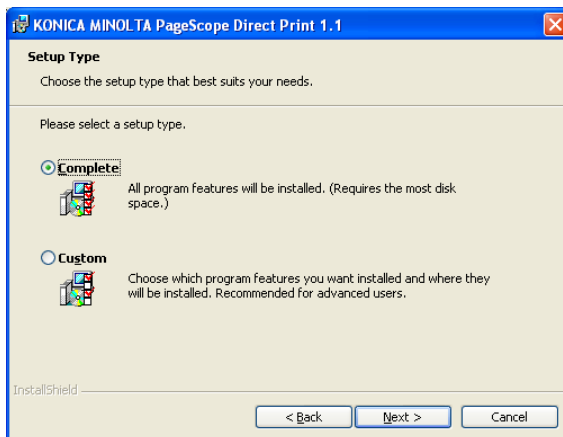 KONICA MINOLTA PageScope Direct Print 1.1
Setup Type
Choose the setup type that best suits your needs.
Please select a setup type.
Complete
All program features will be installed. (Requires the most disk
space.)
Custom
Choose which program features you want installed and where they
will be installed. Recommended for advanced users.
InstallShield
< Back
Next >
Cancel